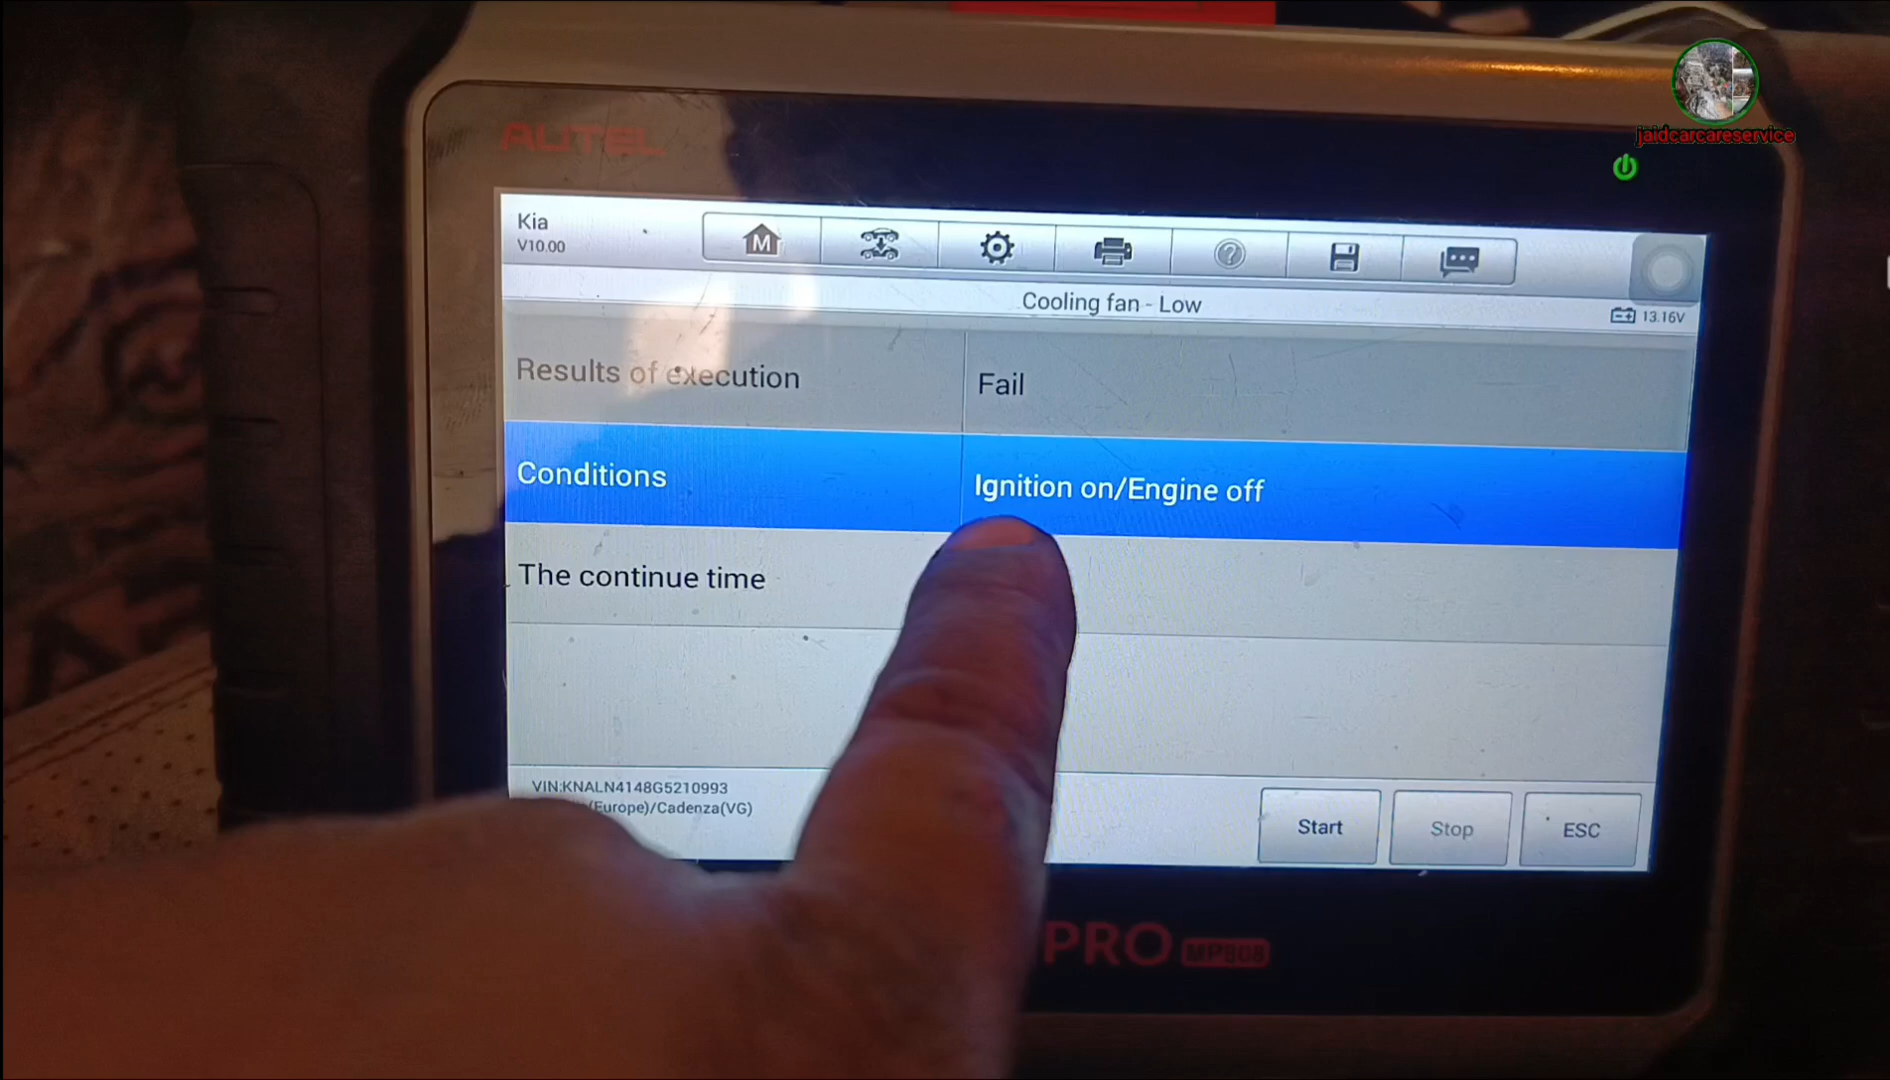 jaidcarcareservice
AUTEL
Kia
V10.00
M
?
Cooling fan - Low
13.16V
Results of execution Fail
Conditions Ignition on/Engine off
The continue time
VIN:KNALN4148G5210993
(Europe)/Cadenza(VG)
Start Stop ESC
PRO MP808